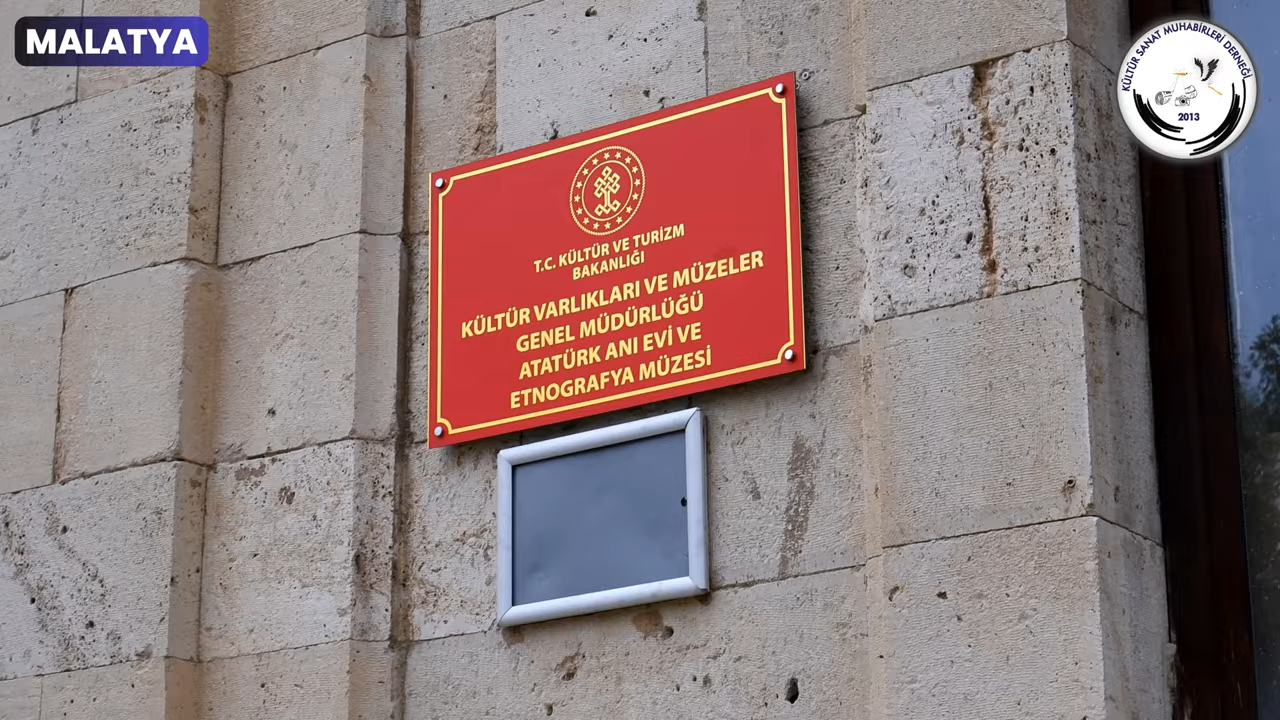 MALATYA
KÜLTÜR SANAT MUHABİRLERİ DERNEĞİ
2013
T.C. KÜLTÜR VE TURİZM
BAKANLIĞI
KÜLTÜR VARLIKLARI VE MÜZELER
GENEL MÜDÜRLÜĞÜ
ATATÜRK ANI EVİ VE
ETNOGRAFYA MÜZESİ